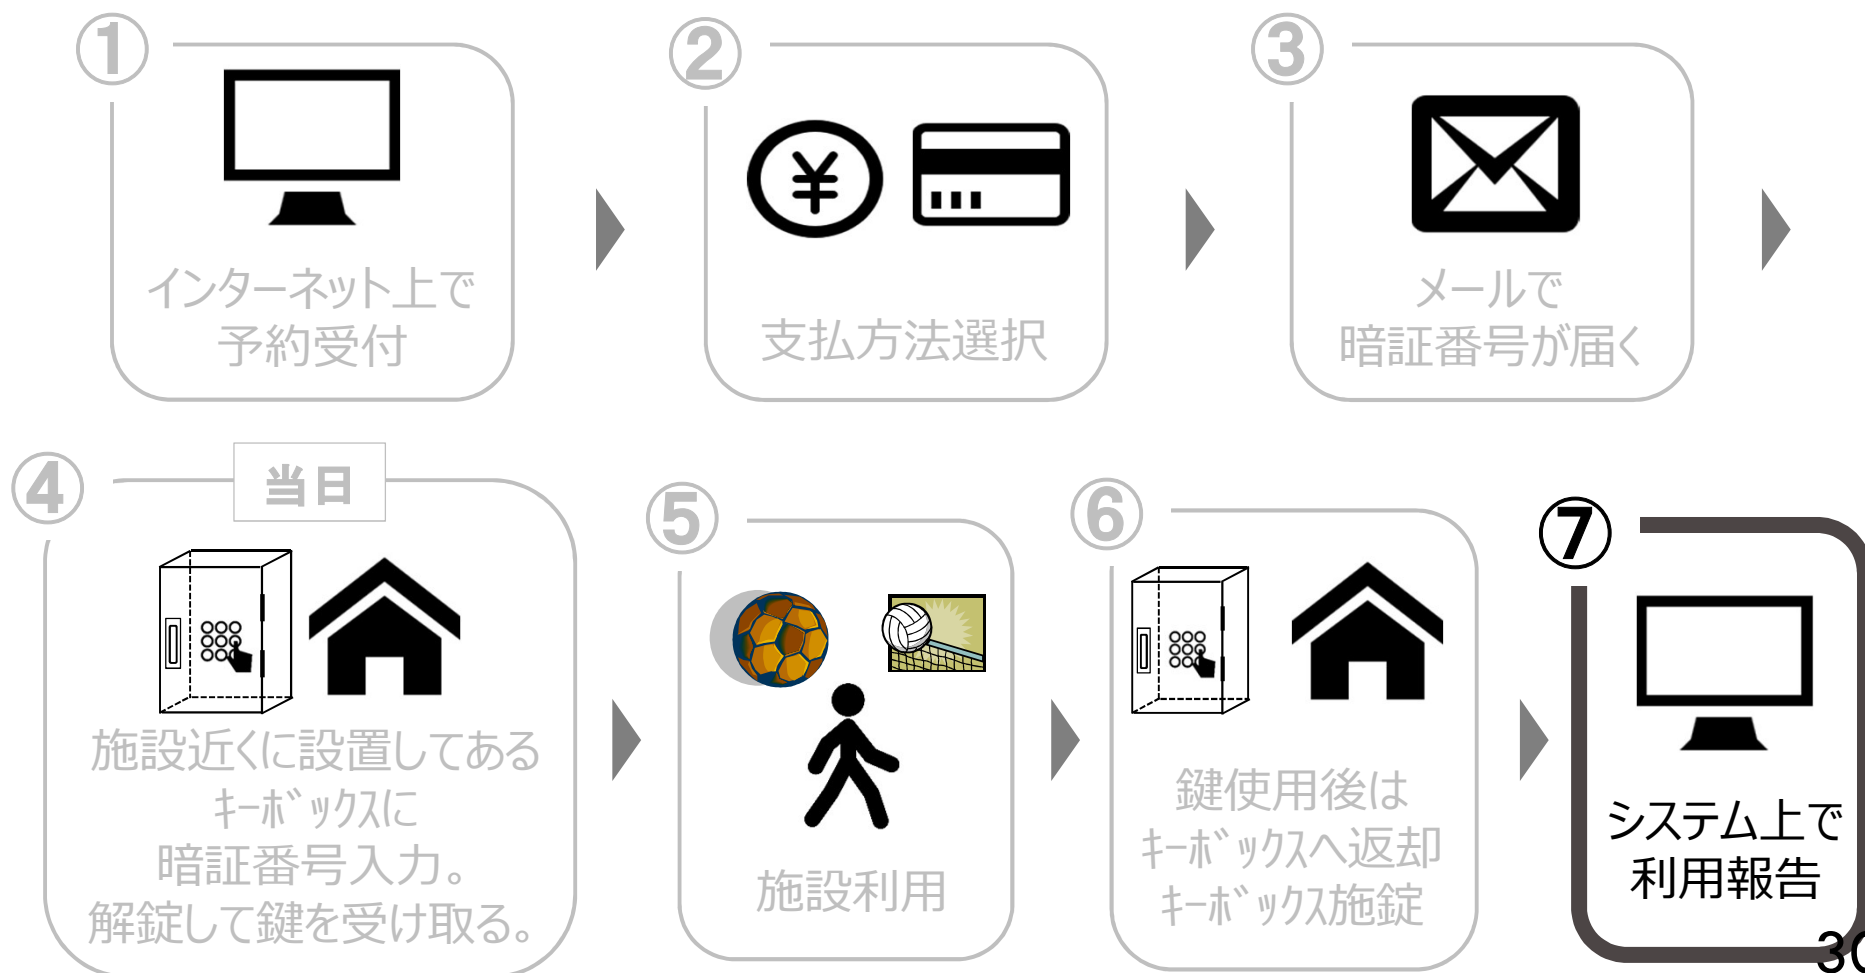 ①
インターネット上で
予約受付
②
支払方法選択
③
メールで
暗証番号が届く
④
当日
施設近くに設置してある
ｷｰﾎﾞｯｸｽに
暗証番号入力。
解錠して鍵を受け取る。
⑤
施設利用
⑥
鍵使用後は
ｷｰﾎﾞｯｸｽへ返却
ｷｰﾎﾞｯｸｽ施錠
⑦
システム上で
利用報告